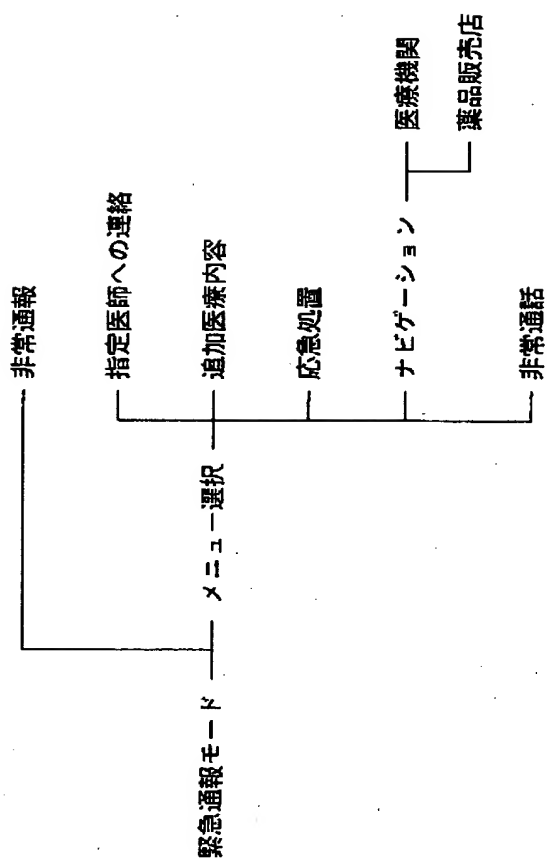 緊急通報モード
メニュー選択
非常通報
指定医師への連絡
追加医療内容
応急処置
ナビゲーション
医療機関
薬品販売店
非常通話